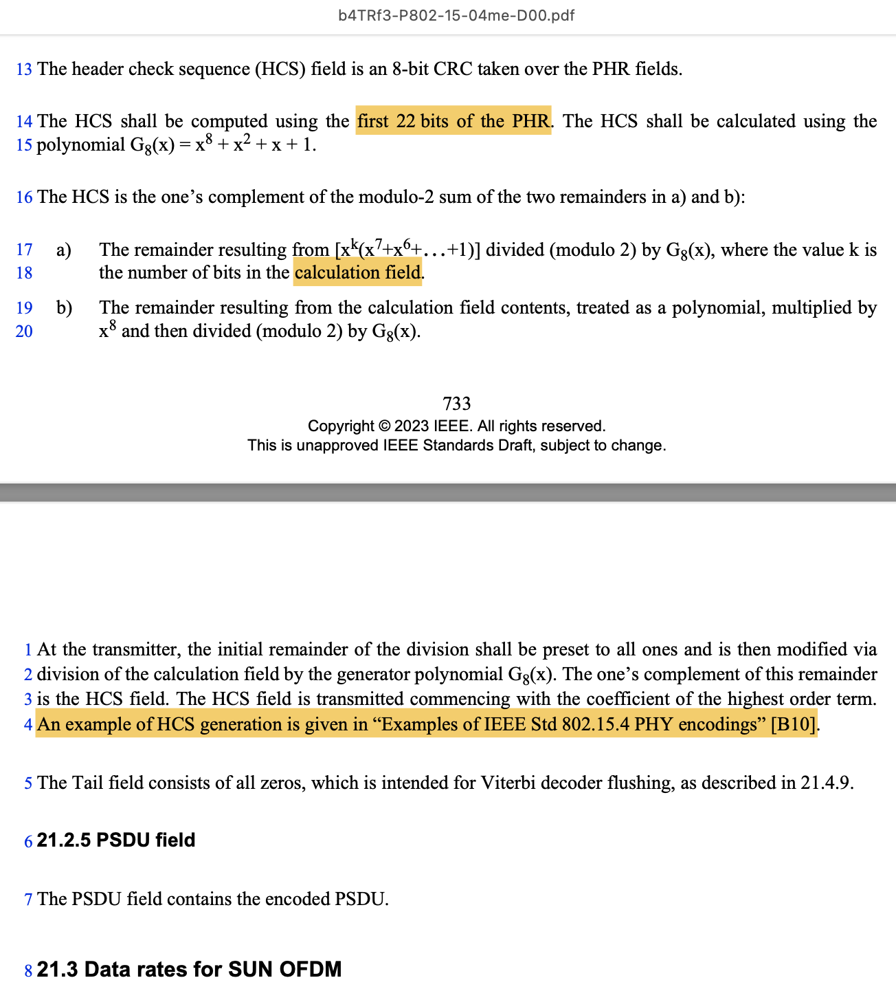 b4TRf3-P802-15-04me-D00.pdf
13 The header check sequence (HCS) field is an 8-bit CRC taken over the PHR fields.
14 The HCS shall be computed using the first 22 bits of the PHR. The HCS shall be calculated using the
15 polynomial G₈(x) = x⁸ + x² + x + 1.
16 The HCS is the one’s complement of the modulo-2 sum of the two remainders in a) and b):
17 a) The remainder resulting from [xᵏ(x⁷+x⁶+...+1)] divided (modulo 2) by G₈(x), where the value k is
18 the number of bits in the calculation field.
19 b) The remainder resulting from the calculation field contents, treated as a polynomial, multiplied by
20 x⁸ and then divided (modulo 2) by G₈(x).
733
Copyright © 2023 IEEE. All rights reserved.
This is unapproved IEEE Standards Draft, subject to change.
1 At the transmitter, the initial remainder of the division shall be preset to all ones and is then modified via
2 division of the calculation field by the generator polynomial G₈(x). The one’s complement of this remainder
3 is the HCS field. The HCS field is transmitted commencing with the coefficient of the highest order term.
4 An example of HCS generation is given in “Examples of IEEE Std 802.15.4 PHY encodings” [B10].
5 The Tail field consists of all zeros, which is intended for Viterbi decoder flushing, as described in 21.4.9.
6 21.2.5 PSDU field
7 The PSDU field contains the encoded PSDU.
8 21.3 Data rates for SUN OFDM